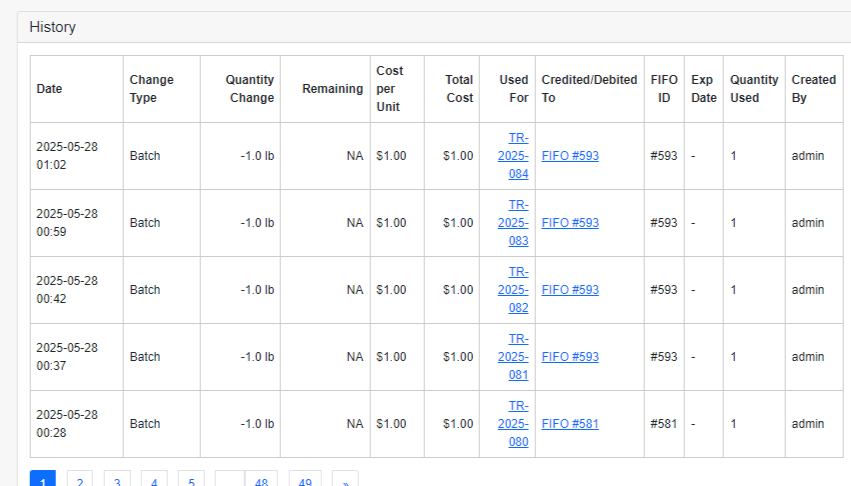 History
Date Change Type Quantity Change Remaining Cost per Unit Total Cost Used For Credited/Debited To FIFO ID Exp Date Quantity Used Created By
2025-05-28 01:02 Batch -1.0 lb NA $1.00 $1.00 TR-2025-084 FIFO #593 #593 - 1 admin
2025-05-28 00:59 Batch -1.0 lb NA $1.00 $1.00 TR-2025-083 FIFO #593 #593 - 1 admin
2025-05-28 00:42 Batch -1.0 lb NA $1.00 $1.00 TR-2025-082 FIFO #593 #593 - 1 admin
2025-05-28 00:37 Batch -1.0 lb NA $1.00 $1.00 TR-2025-081 FIFO #593 #593 - 1 admin
2025-05-28 00:28 Batch -1.0 lb NA $1.00 $1.00 TR-2025-080 FIFO #581 #581 - 1 admin
1 2 3 4 5 48 49 »